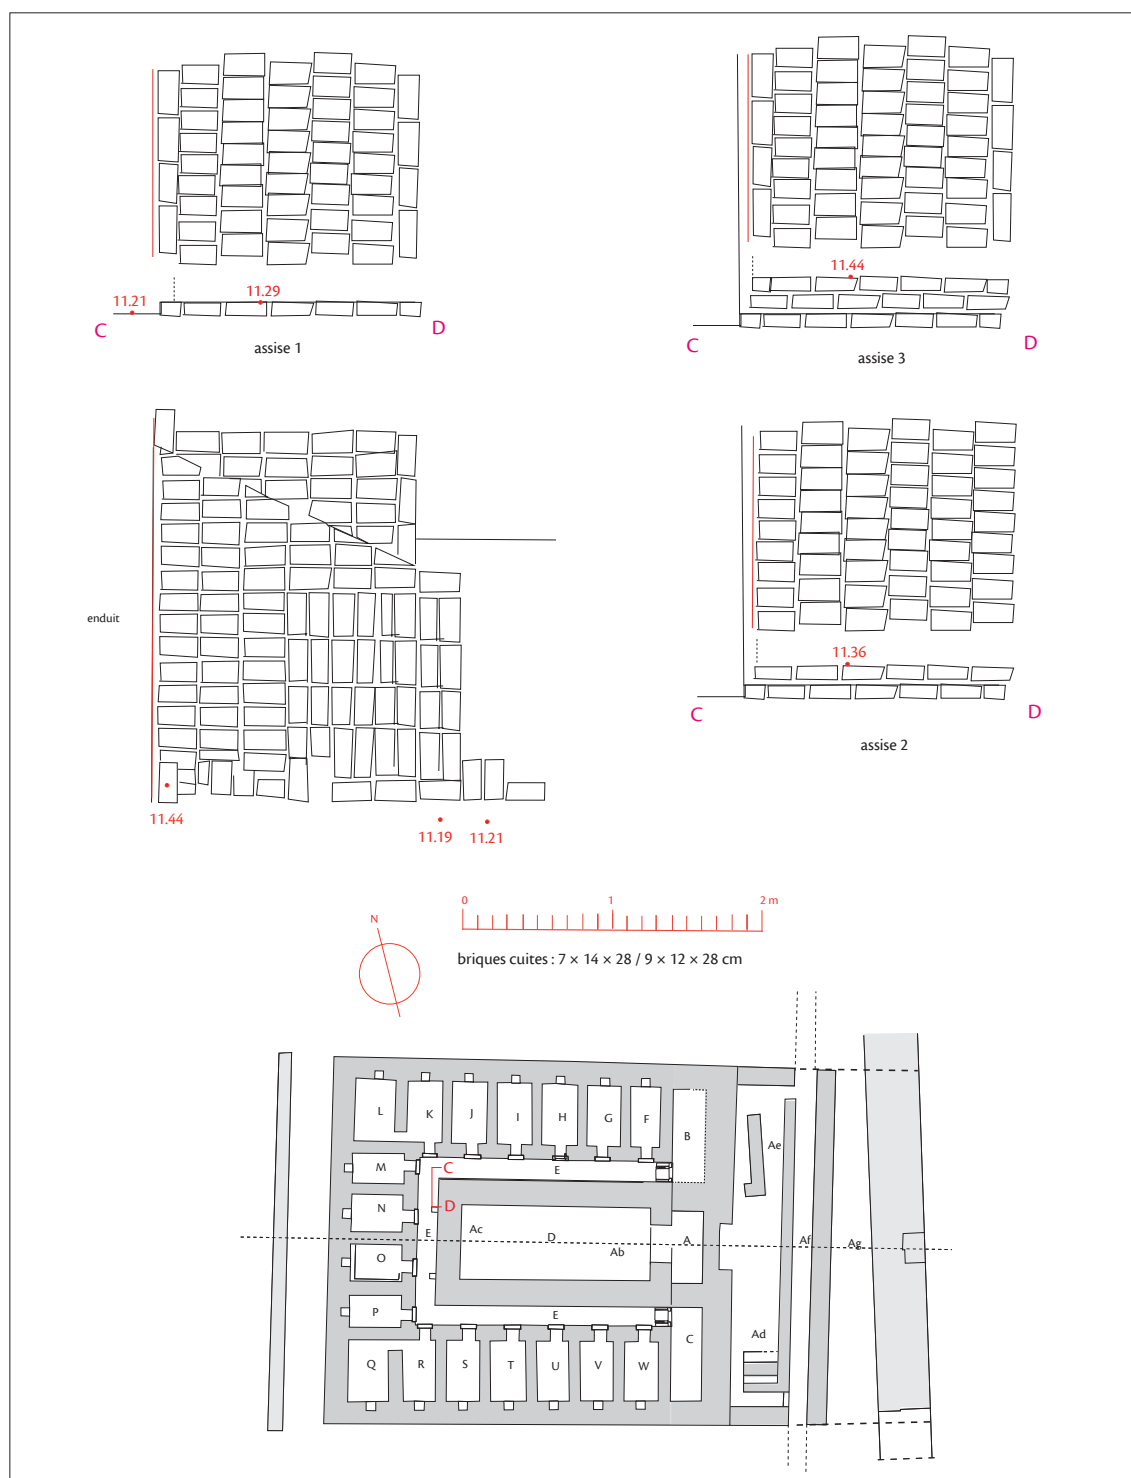 11.21
11.29
C
D
assise 1
11.44
C
D
assise 3
enduit
11.44
11.19
11.21
11.36
C
D
assise 2
0
1
2 m
N
briques cuites : 7 × 14 × 28 / 9 × 12 × 28 cm
L
K
J
I
H
G
F
B
Ae
M
E
C
N
D
E
Ac
D
Ab
A
Af
Ag
O
P
E
C
Ad
Q
R
S
T
U
V
W